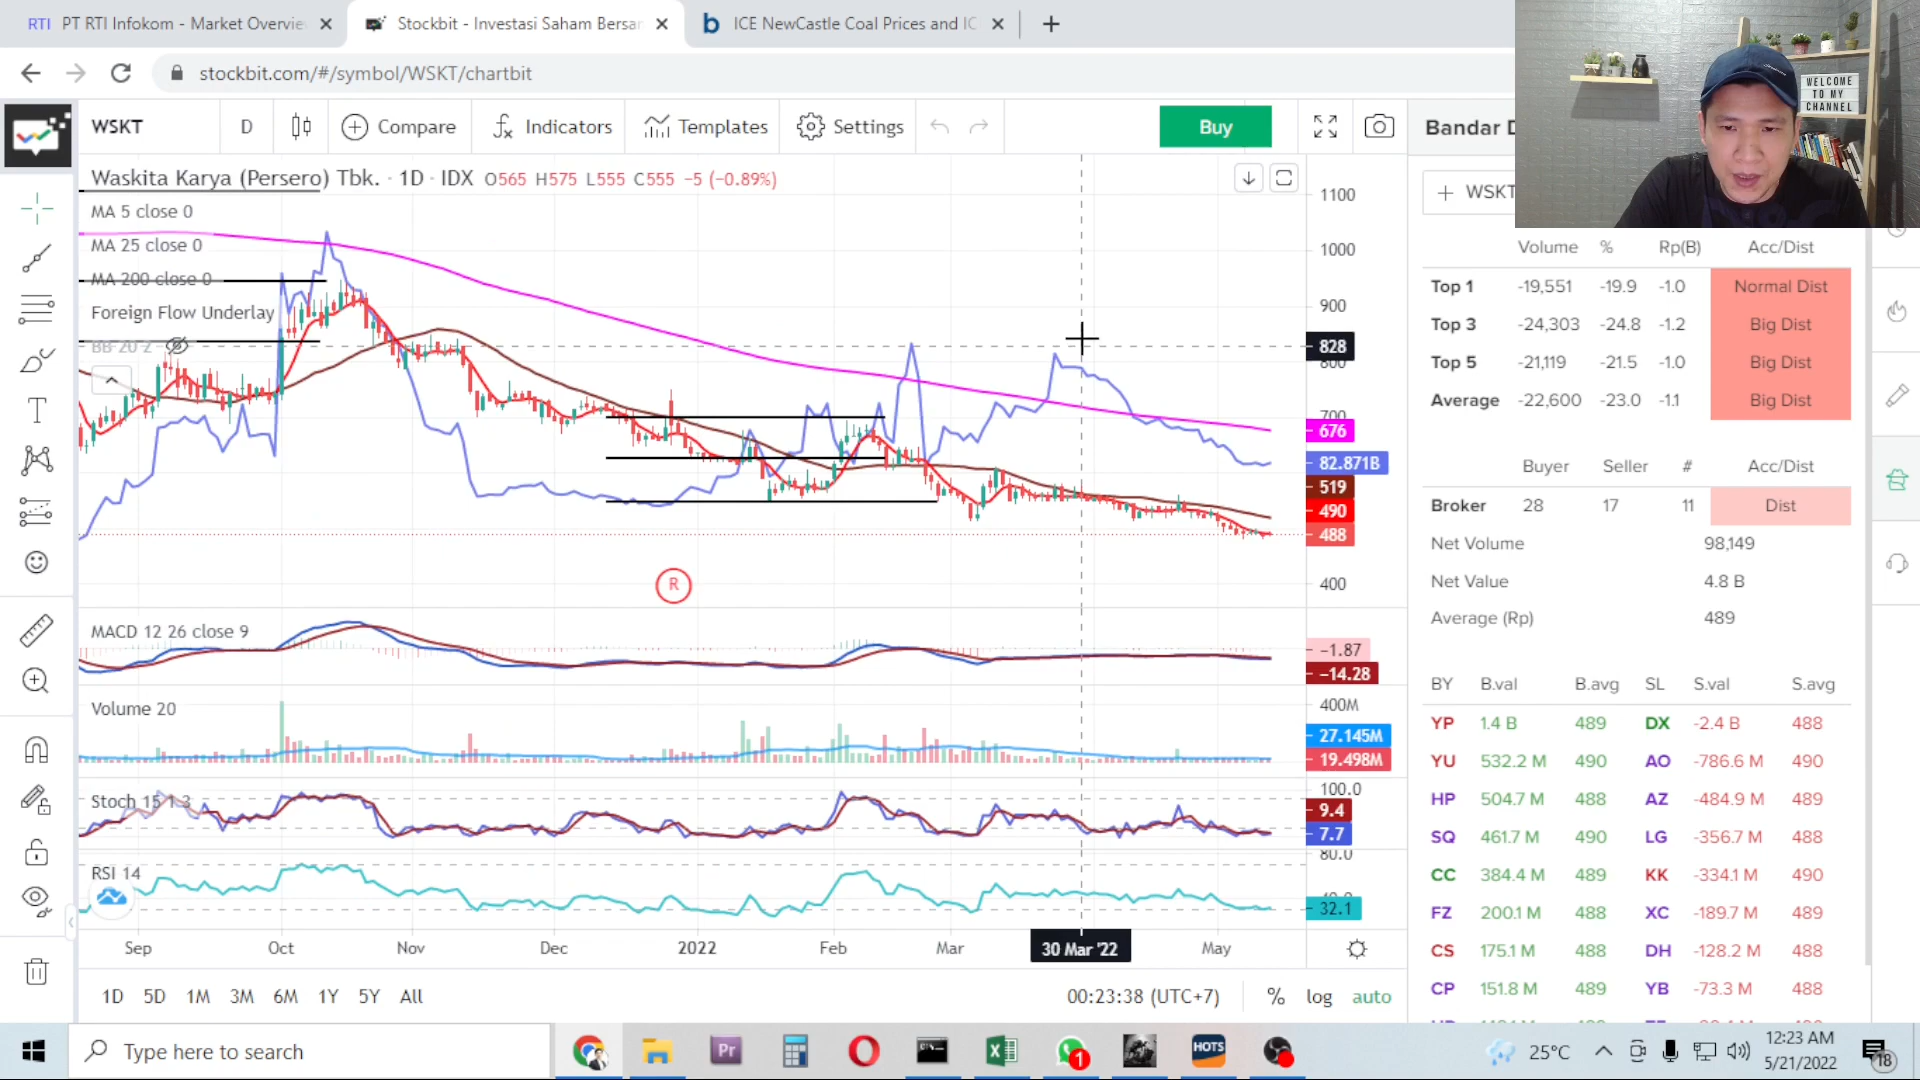 RTI PT RTI Infokom - Market Overvie
Stockbit - Investasi Saham Bersa
ICE NewCastle Coal Prices and IC
stockbit.com/#/symbol/WSKT/chartbit
WELCOME
TO MY
CHANNEL
WSKT D Compare Indicators Templates Settings Buy
Bandar D
Waskita Karya (Persero) Tbk. · 1D · IDX O565 H575 L555 C555 -5 (-0.89%)
MA 5 close 0
MA 25 close 0
MA 200 close 0
Foreign Flow Underlay
BB 20 2
R
1100
1000
900
828
800
700
676
82.871B
519
490
488
400
MACD 12 26 close 9
-1.87
-14.28
Volume 20
400M
27.145M
19.498M
Stoch 15 1 3
100.0
9.4
7.7
RSI 14
80.0
32.1
Sep Oct Nov Dec 2022 Feb Mar 30 Mar '22 May
1D 5D 1M 3M 6M 1Y 5Y All
00:23:38 (UTC+7) % log auto
+ WSKT
Volume % Rp(B) Acc/Dist
Top 1 -19,551 -19.9 -1.0 Normal Dist
Top 3 -24,303 -24.8 -1.2 Big Dist
Top 5 -21,119 -21.5 -1.0 Big Dist
Average -22,600 -23.0 -1.1 Big Dist
Buyer Seller # Acc/Dist
Broker 28 17 11 Dist
Net Volume 98,149
Net Value 4.8 B
Average (Rp) 489
BY B.val B.avg SL S.val S.avg
YP 1.4 B 489 DX -2.4 B 488
YU 532.2 M 490 AO -786.6 M 490
HP 504.7 M 488 AZ -484.9 M 489
SQ 461.7 M 490 LG -356.7 M 488
CC 384.4 M 489 KK -334.1 M 490
FZ 200.1 M 488 XC -189.7 M 489
CS 175.1 M 488 DH -128.2 M 488
CP 151.8 M 489 YB -73.3 M 488
Type here to search
Pr
HOTS
1
25°C
12:23 AM
5/21/2022
18